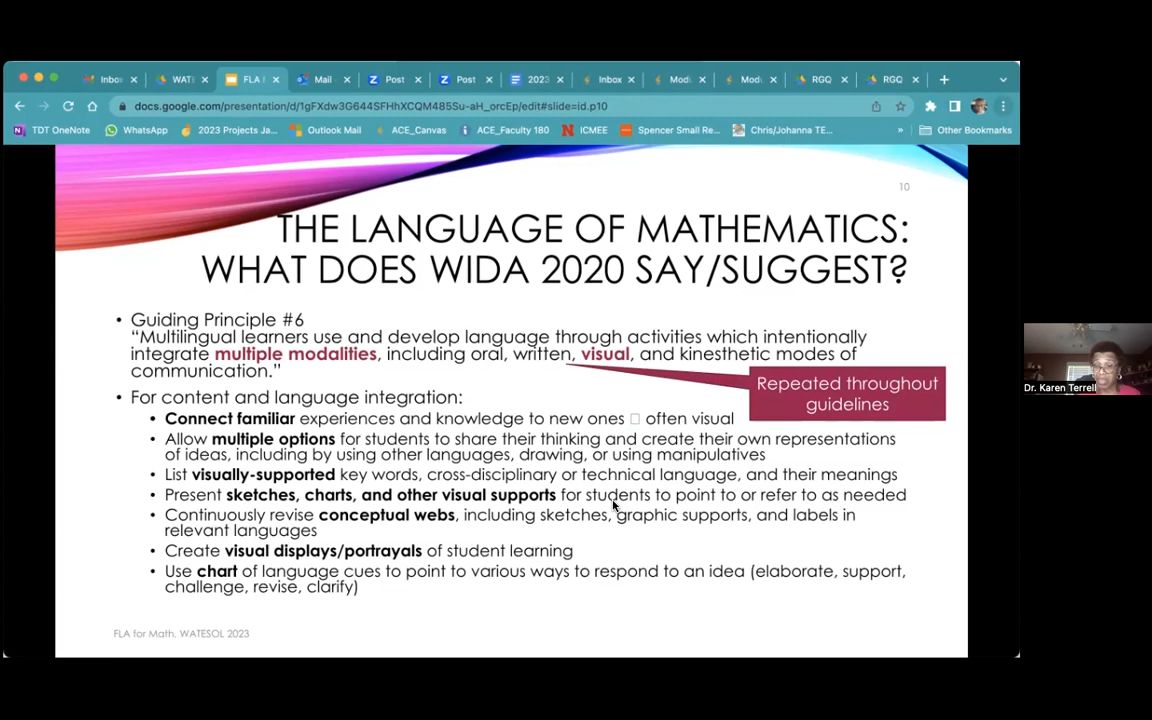 Inbox
WATE
FLA f
Mail -
Post
Post
2023
Inbox
Modu
Modu
RGQ
RGQ
docs.google.com/presentation/d/1gFXdw3G644SFHhXCQM485Su-aH_orcEp/edit#slide=id.p10
TDT OneNote WhatsApp 2023 Projects Ja... Outlook Mail ACE_Canvas ACE_Faculty 180 ICMEE Spencer Small Re... Chris/Johanna TE... » Other Bookmarks
10
THE LANGUAGE OF MATHEMATICS:
WHAT DOES WIDA 2020 SAY/SUGGEST?
• Guiding Principle #6
“Multilingual learners use and develop language through activities which intentionally
integrate multiple modalities, including oral, written, visual, and kinesthetic modes of
communication.”
Repeated throughout
guidelines
• For content and language integration:
• Connect familiar experiences and knowledge to new ones □ often visual
• Allow multiple options for students to share their thinking and create their own representations
of ideas, including by using other languages, drawing, or using manipulatives
• List visually-supported key words, cross-disciplinary or technical language, and their meanings
• Present sketches, charts, and other visual supports for students to point to or refer to as needed
• Continuously revise conceptual webs, including sketches, graphic supports, and labels in
relevant languages
• Create visual displays/portrayals of student learning
• Use chart of language cues to point to various ways to respond to an idea (elaborate, support,
challenge, revise, clarify)
FLA for Math, WATESOL 2023
Dr. Karen Terrell